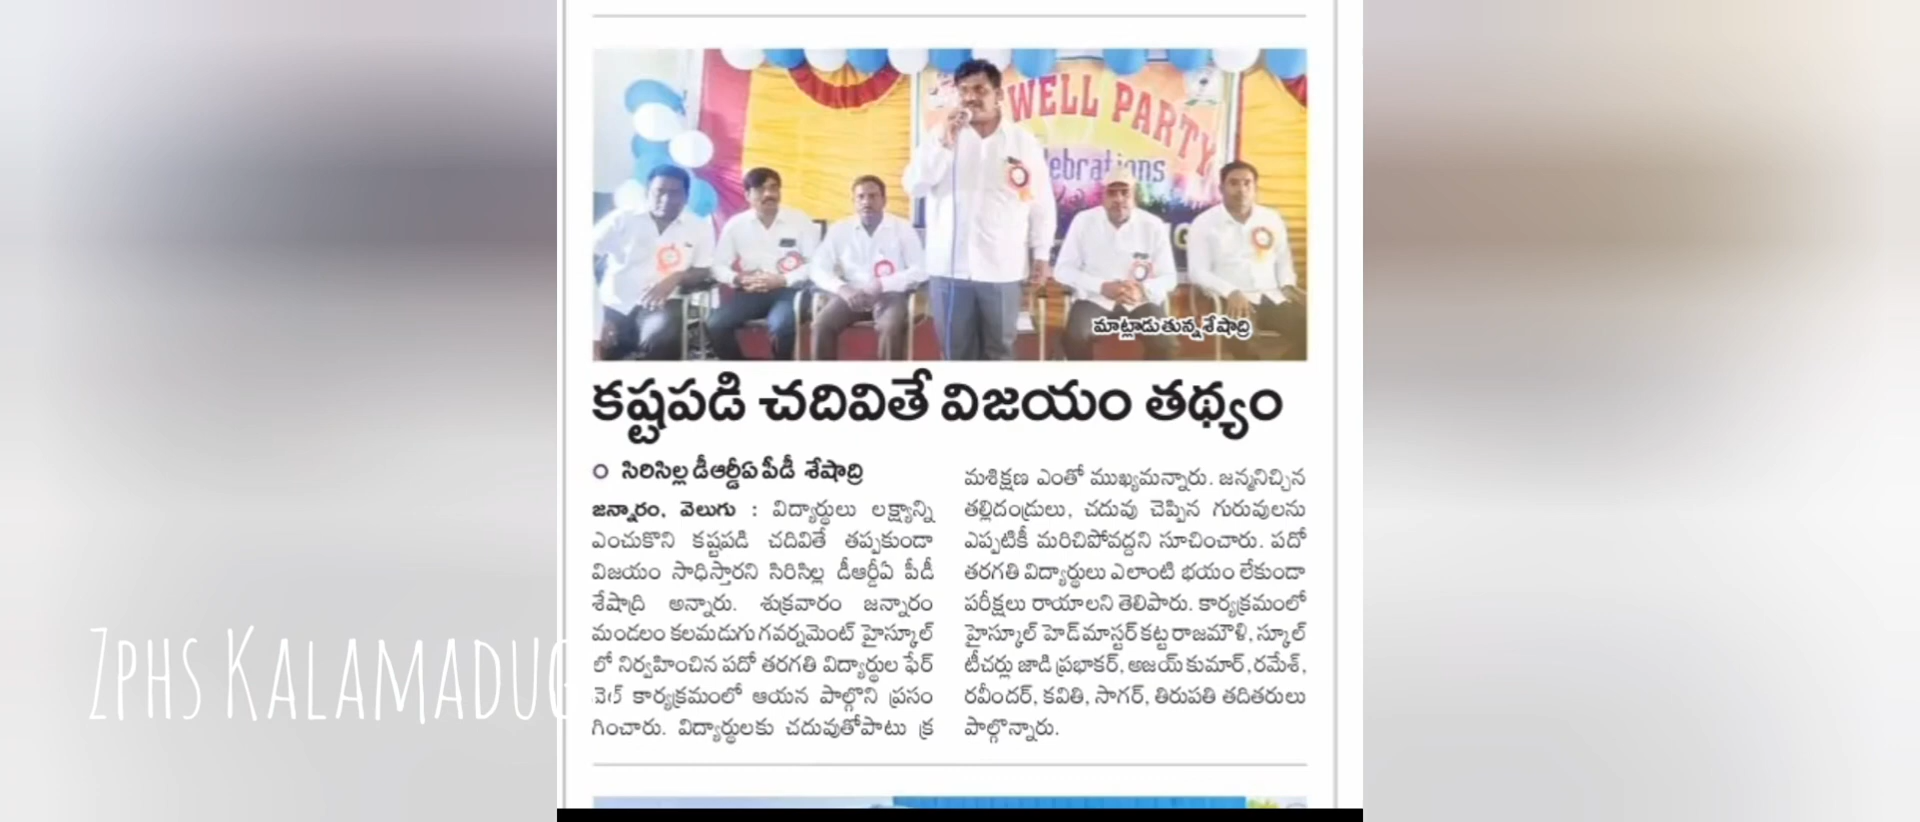 WELL PARTY
మాట్లాడుతున్న శేషాద్రి
కష్టపడి చదివితే విజయం తథ్యం
సిరిసిల్ల డీఆర్డీఏ పీడీ శేషాద్రి
జన్నారం, వెలుగు : విద్యార్థులు లక్ష్యాన్ని
ఎంచుకొని కష్టపడి చదివితే తప్పకుండా
విజయం సాధిస్తారని సిరిసిల్ల డీఆర్డీఏ పీడీ
శేషాద్రి అన్నారు. శుక్రవారం జన్నారం
మండలం కలమడుగు గవర్నమెంట్ హైస్కూల్
లో నిర్వహించిన పదో తరగతి విద్యార్థుల ఫేర్
వెల్ కార్యక్రమంలో ఆయన పాల్గొని ప్రసం
గించారు. విద్యార్థులకు చదువుతోపాటు క్ర
మశిక్షణ ఎంతో ముఖ్యమన్నారు. జన్మనిచ్చిన
తల్లిదండ్రులు, చదువు చెప్పిన గురువులను
ఎప్పటికీ మరిచిపోవద్దని సూచించారు. పదో
తరగతి విద్యార్థులు ఎలాంటి భయం లేకుండా
పరీక్షలు రాయాలని తెలిపారు. కార్యక్రమంలో
హైస్కూల్ హెడ్‌మాస్టర్ కట్ట రాజమౌళి, స్కూల్
టీచర్లు జాడి ప్రభాకర్, అజయ్ కుమార్, రమేశ్,
రవీందర్, కవితి, సాగర్, తిరుపతి తదితరులు
పాల్గొన్నారు.
ZPHS KALAMADUG